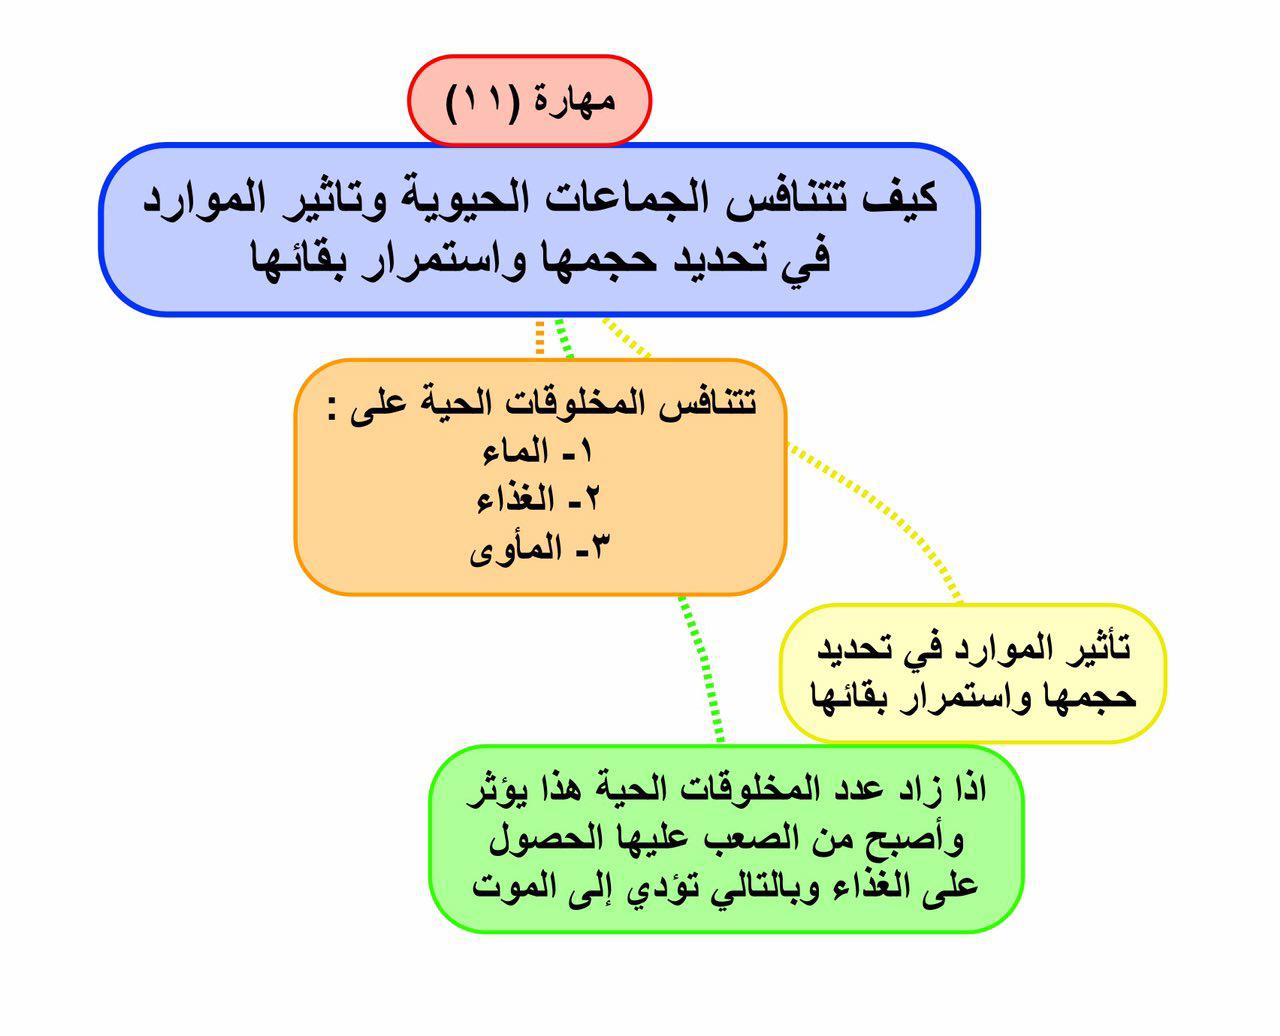 مهارة (١١)
كيف تتنافس الجماعات الحيوية وتاثير الموارد
في تحديد حجمها واستمرار بقائها
تتنافس المخلوقات الحية على :
١- الماء
٢- الغذاء
٣- المأوى
تأثير الموارد في تحديد
حجمها واستمرار بقائها
اذا زاد عدد المخلوقات الحية هذا يؤثر
وأصبح من الصعب عليها الحصول
على الغذاء وبالتالي تؤدي إلى الموت